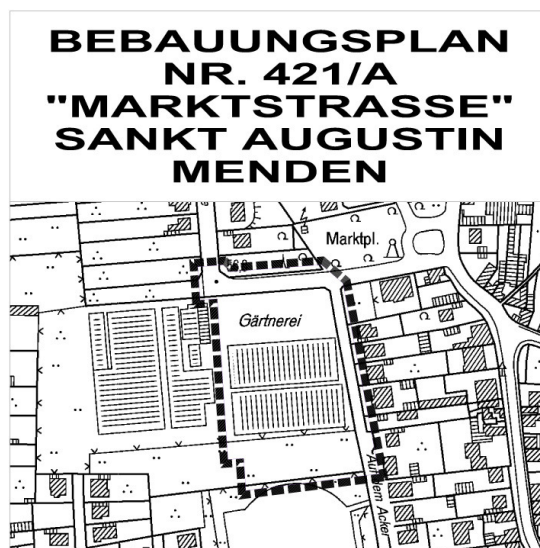 BEBAUUNGSPLAN
NR. 421/A
"MARKTSTRASSE"
SANKT AUGUSTIN
MENDEN
Marktpl.
Gärtnerei
Auf dem Acker